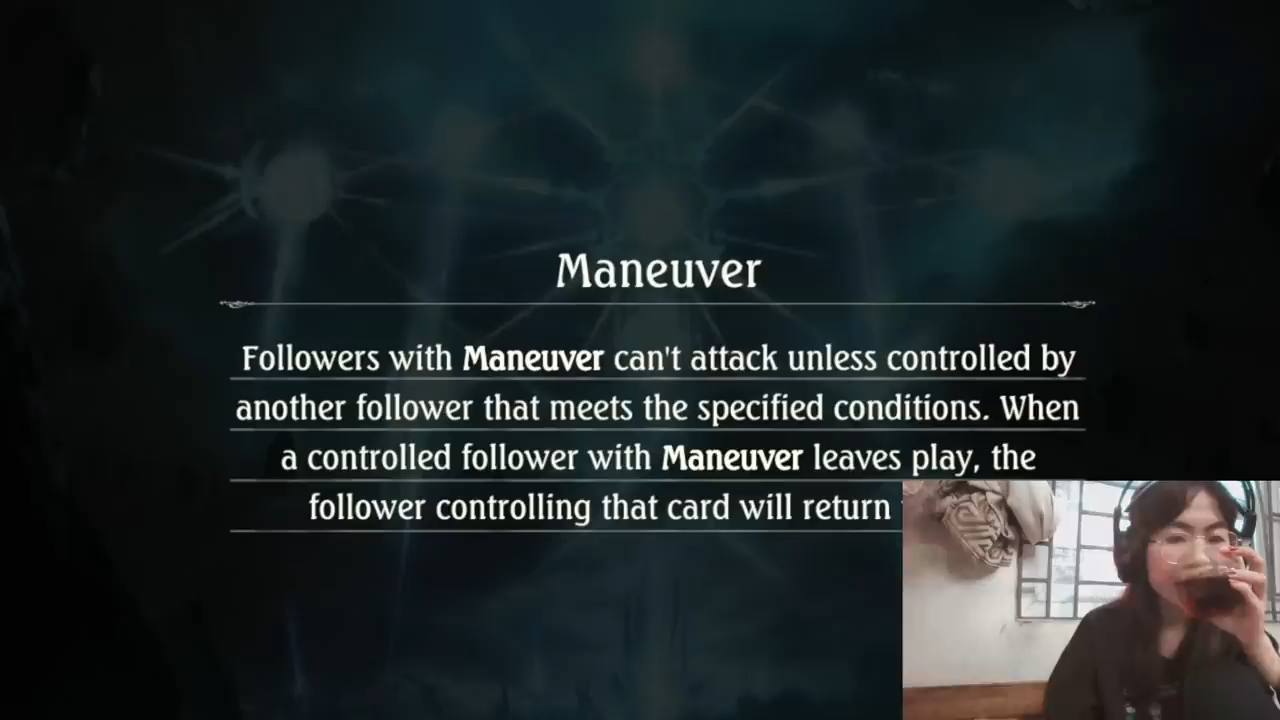 Maneuver
Followers with Maneuver can't attack unless controlled by
another follower that meets the specified conditions. When
a controlled follower with Maneuver leaves play, the
follower controlling that card will return